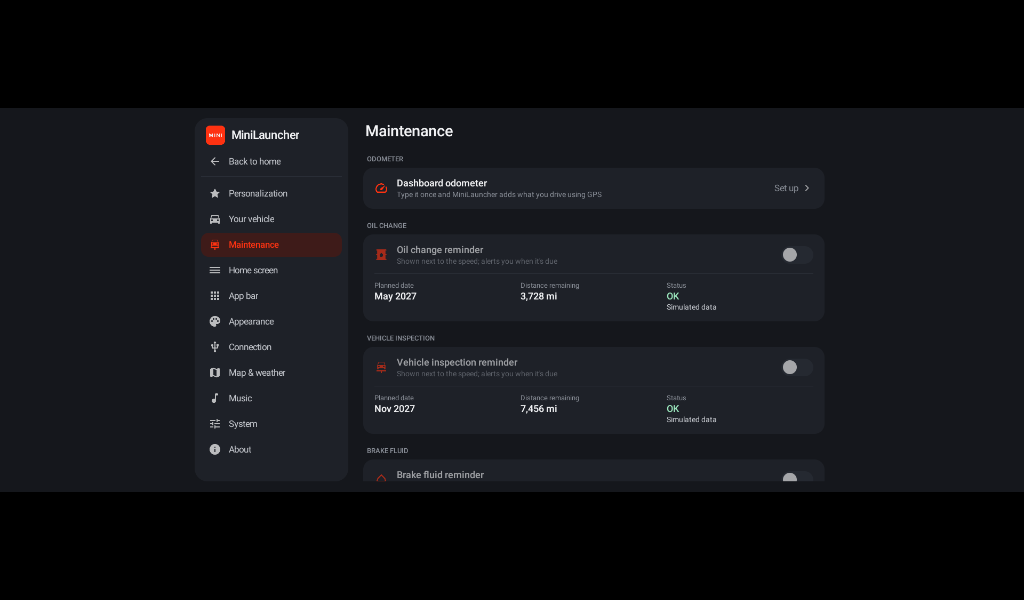 MINI
MiniLauncher
Back to home
Personalization
Your vehicle
Maintenance
Home screen
App bar
Appearance
Connection
Map & weather
Music
System
About
Maintenance
ODOMETER
Dashboard odometer
Type it once and MiniLauncher adds what you drive using GPS
Set up
OIL CHANGE
Oil change reminder
Shown next to the speed; alerts you when it's due
Planned date
May 2027
Distance remaining
3,728 mi
Status
OK
Simulated data
VEHICLE INSPECTION
Vehicle inspection reminder
Shown next to the speed; alerts you when it's due
Planned date
Nov 2027
Distance remaining
7,456 mi
Status
OK
Simulated data
BRAKE FLUID
Brake fluid reminder